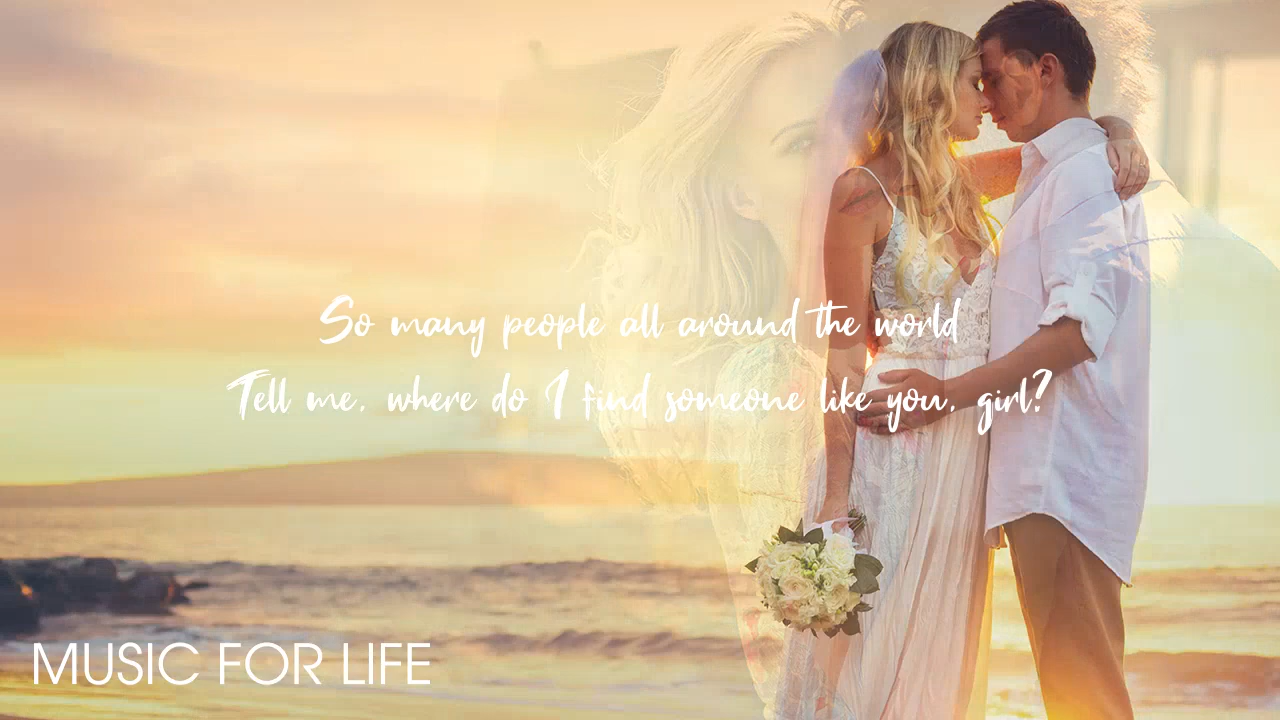 So many people all around the world
Tell me, where do I find someone like you, girl?
MUSIC FOR LIFE